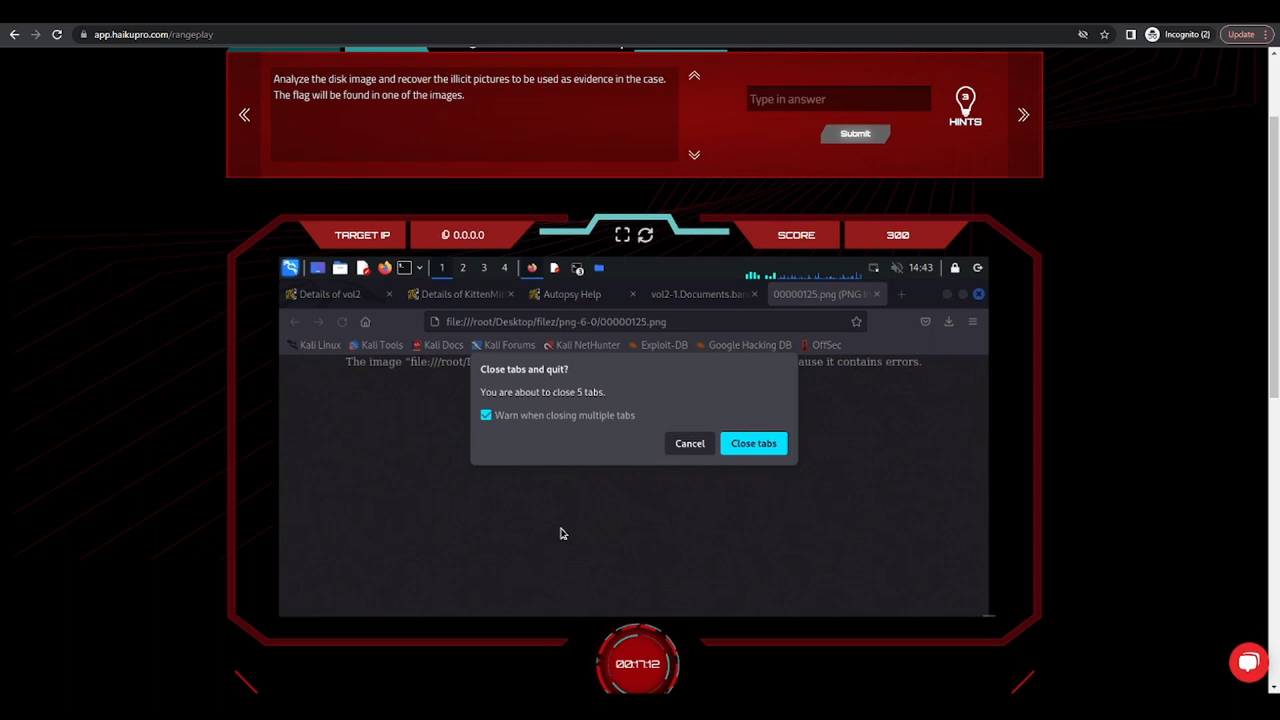 app.haikupro.com/rangeplay
Incognito (2)
Update
Analyze the disk image and recover the illicit pictures to be used as evidence in the case.
The flag will be found in one of the images.
Type in answer
Submit
3
HINTS
TARGET IP
0.0.0.0
SCORE
300
1 2 3 4
14:43
Details of vol2
Details of KittenMit
Autopsy Help
vol2-1.Documents.ban
00000125.png (PNG I
file:///root/Desktop/filez/png-6-0/00000125.png
Kali Linux Kali Tools Kali Docs Kali Forums Kali NetHunter Exploit-DB Google Hacking DB OffSec
The image "file:///root/ cause it contains errors.
Close tabs and quit?
You are about to close 5 tabs.
Warn when closing multiple tabs
Cancel Close tabs
00:17:12